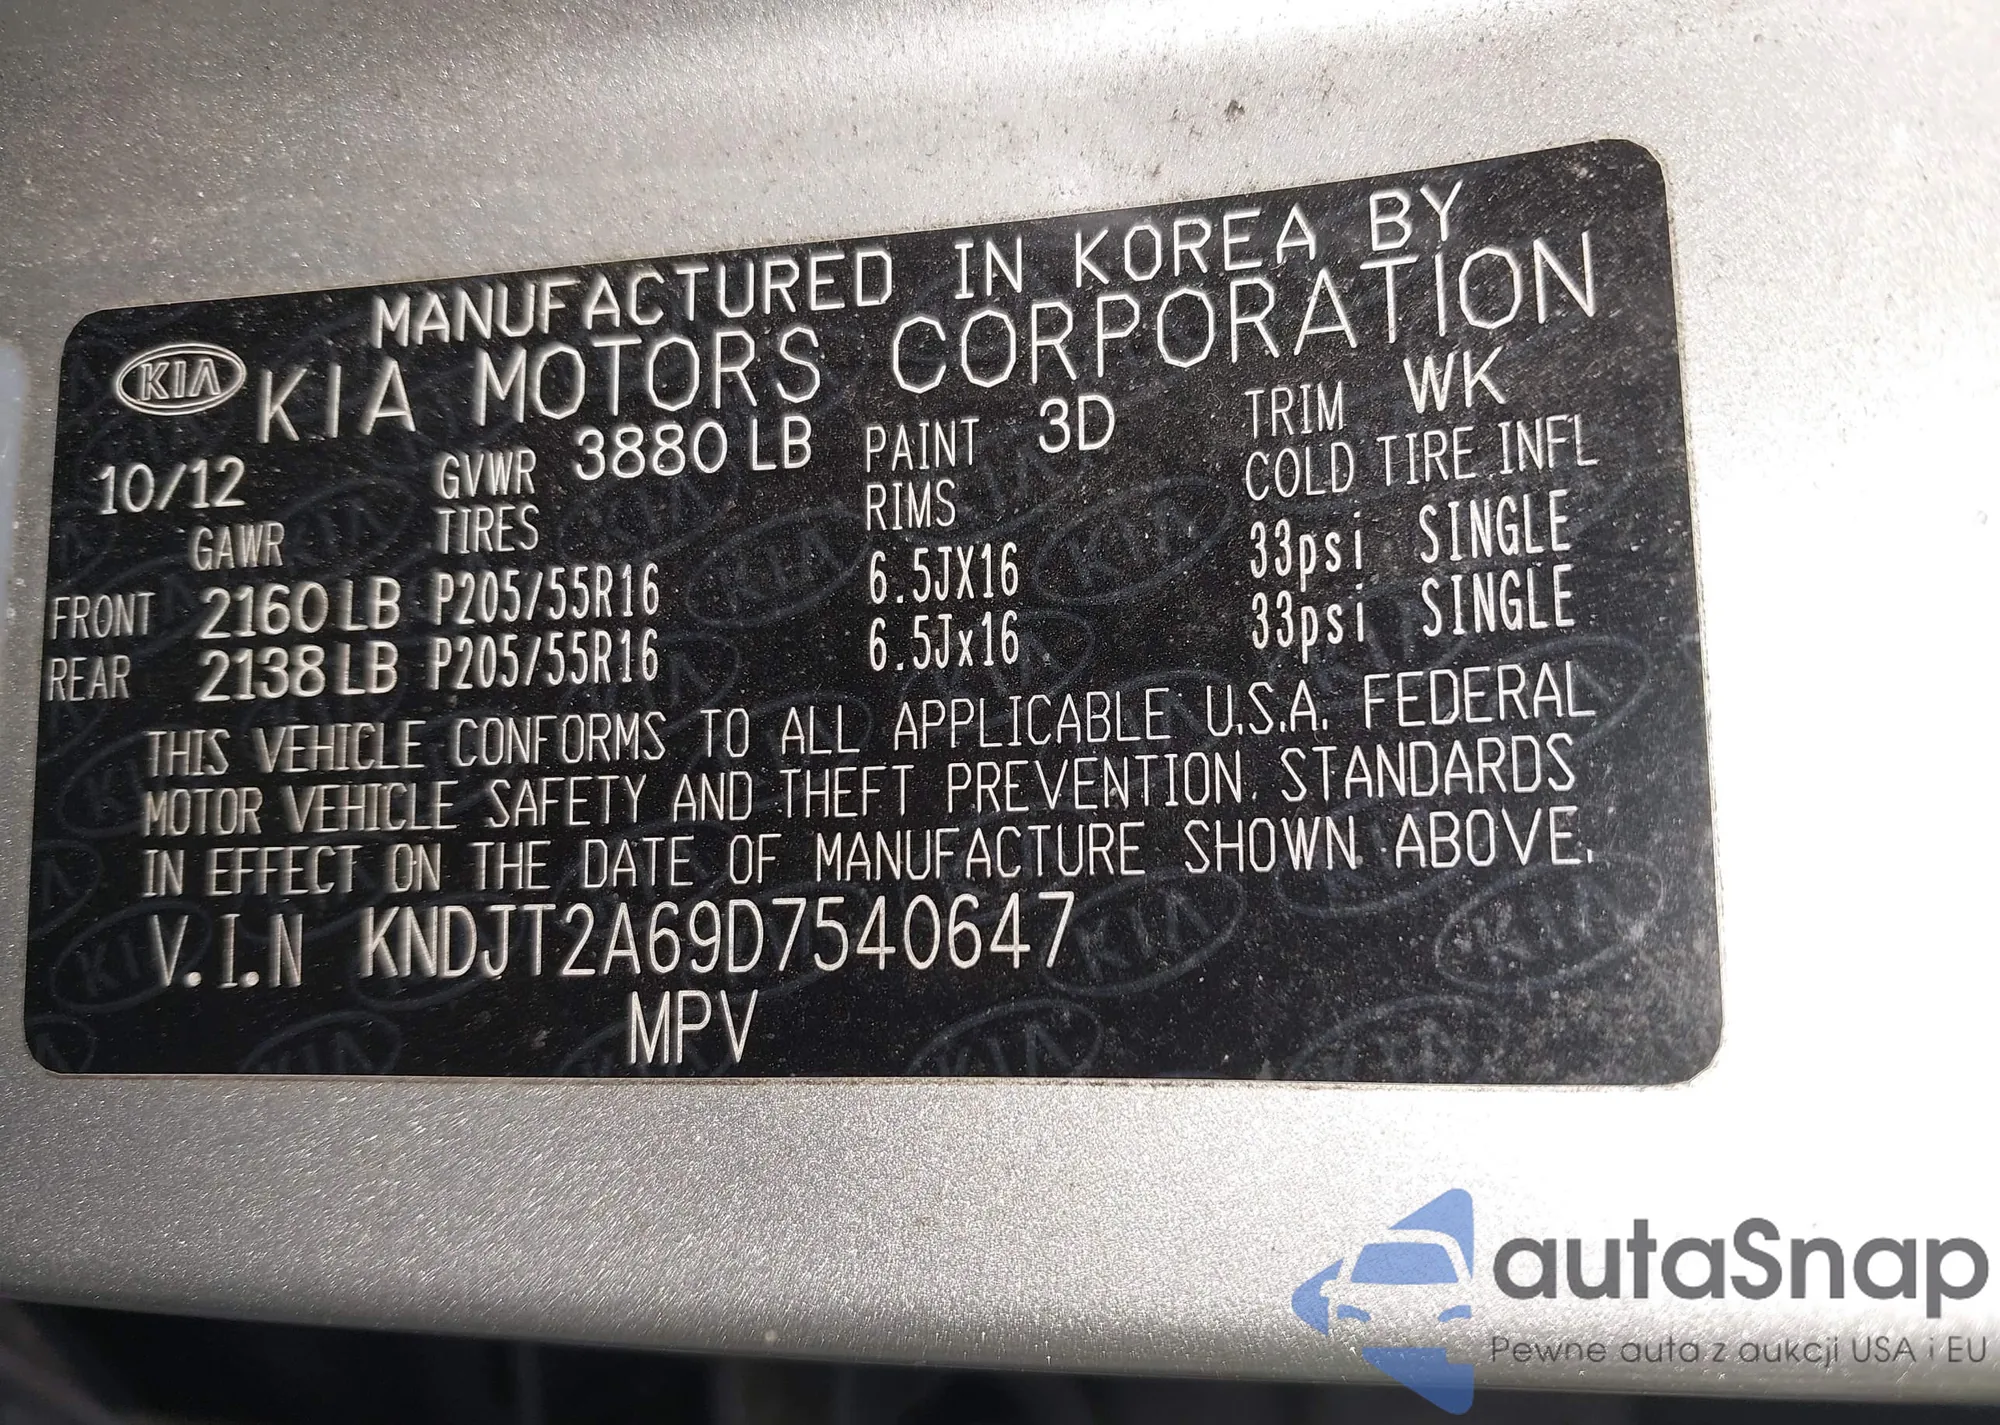 MANUFACTURED IN KOREA BY
KIA KIA MOTORS CORPORATION
10/12 GVWR 3880 LB PAINT 3D TRIM WK
GAWR TIRES RIMS COLD TIRE INFL
FRONT 2160 LB P205/55R16 6.5JX16 33psi SINGLE
REAR 2138 LB P205/55R16 6.5Jx16 33psi SINGLE
THIS VEHICLE CONFORMS TO ALL APPLICABLE U.S.A. FEDERAL
MOTOR VEHICLE SAFETY AND THEFT PREVENTION STANDARDS
IN EFFECT ON THE DATE OF MANUFACTURE SHOWN ABOVE.
V.I.N KNDJT2A69D7540647
MPV
autaSnap
Pewne auta z aukcji USA i EU